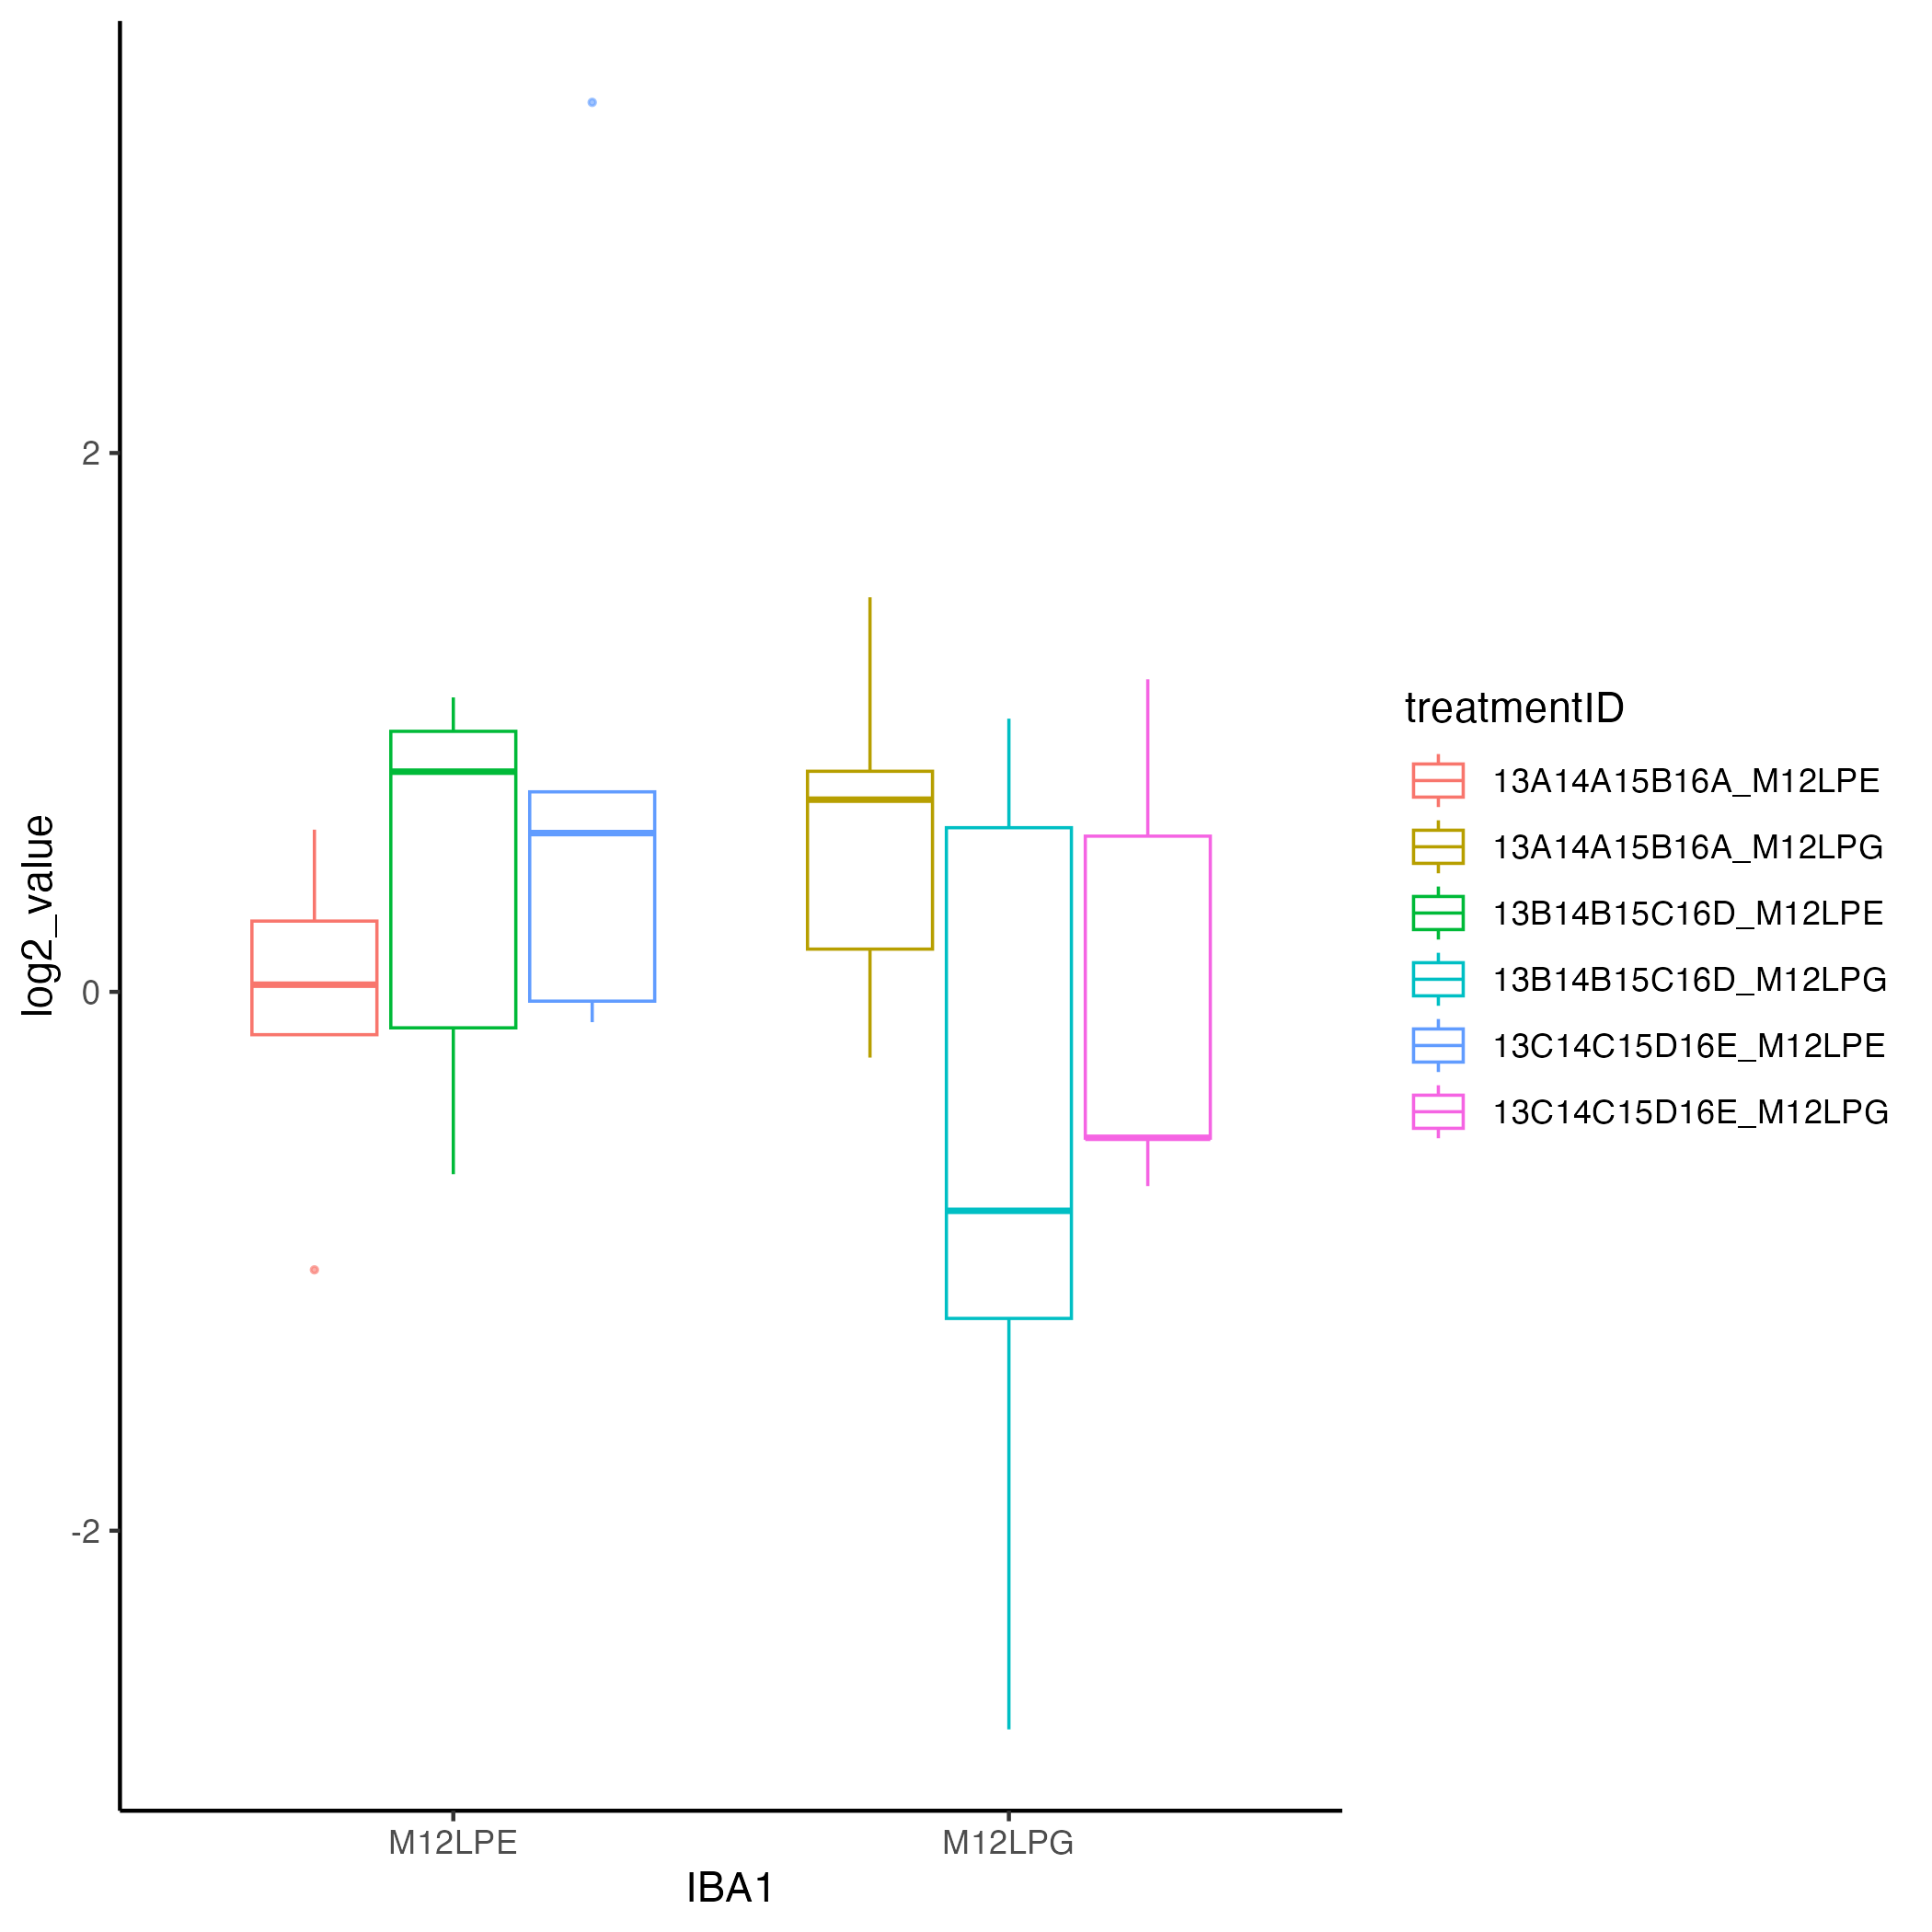 log2_value
2
0
-2
M12LPE
M12LPG
IBA1
treatmentID
13A14A15B16A_M12LPE
13A14A15B16A_M12LPG
13B14B15C16D_M12LPE
13B14B15C16D_M12LPG
13C14C15D16E_M12LPE
13C14C15D16E_M12LPG